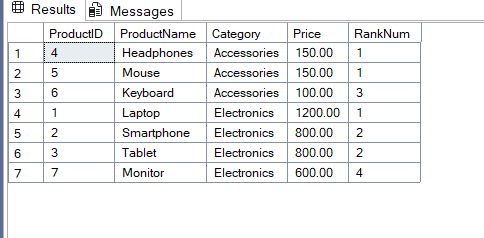 Results Messages
ProductID ProductName Category Price RankNum
1 4 Headphones Accessories 150.00 1
2 5 Mouse Accessories 150.00 1
3 6 Keyboard Accessories 100.00 3
4 1 Laptop Electronics 1200.00 1
5 2 Smartphone Electronics 800.00 2
6 3 Tablet Electronics 800.00 2
7 7 Monitor Electronics 600.00 4